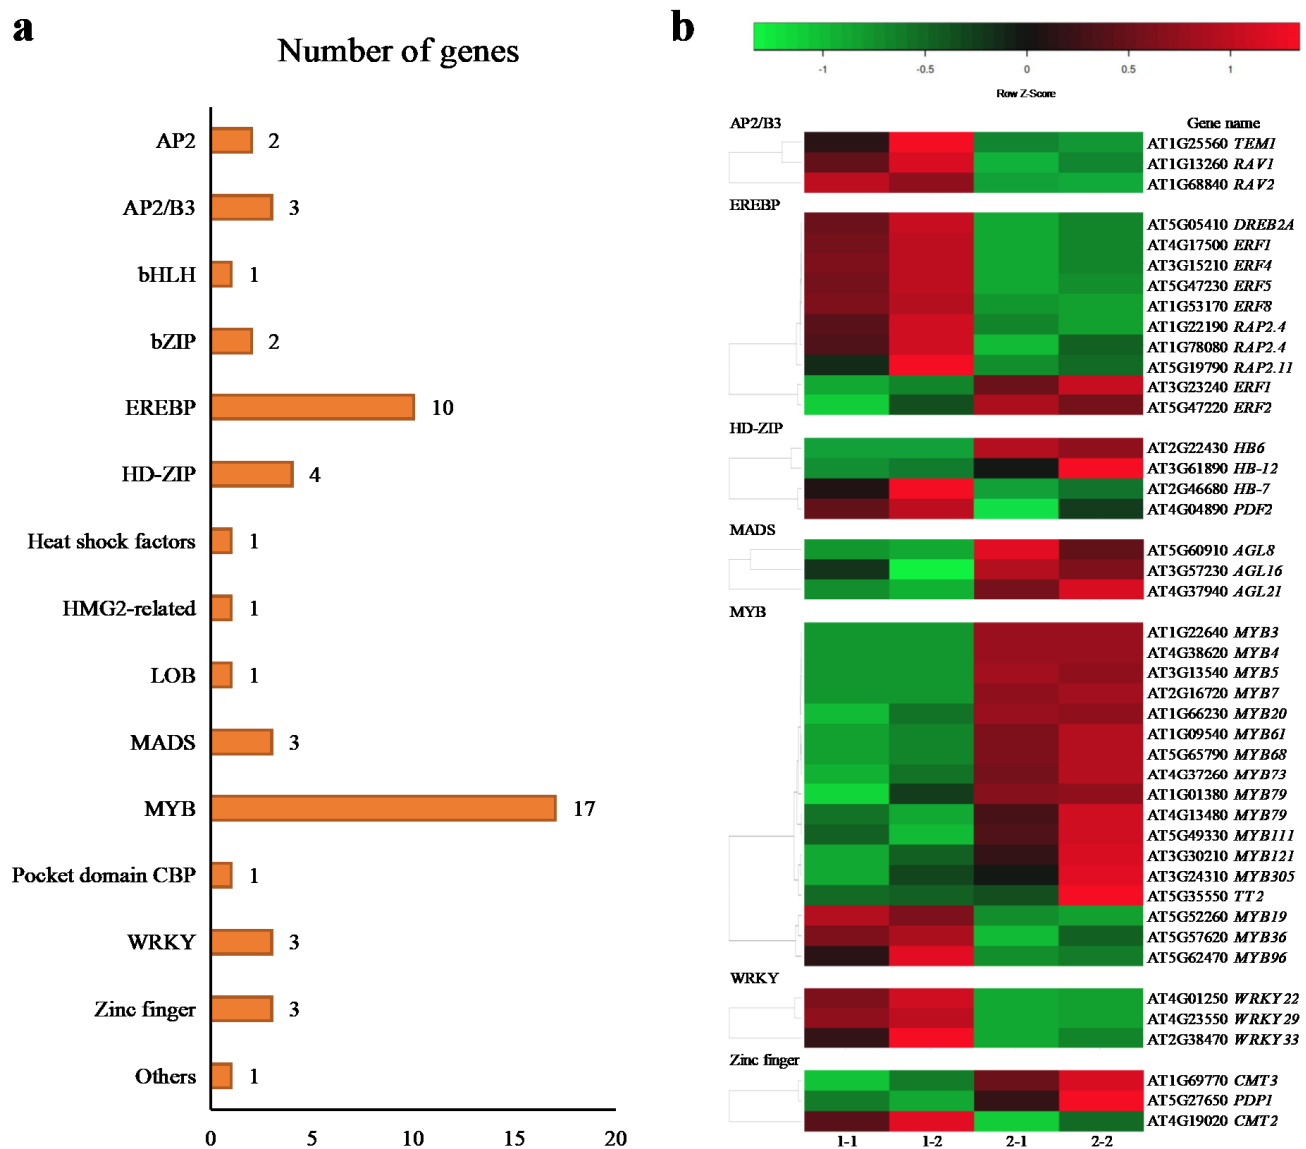 a
Number of genes
AP2 2
AP2/B3 3
bHLH 1
bZIP 2
EREBP 10
HD-ZIP 4
Heat shock factors 1
HMG2-related 1
LOB 1
MADS 3
MYB 17
Pocket domain CBP 1
WRKY 3
Zinc finger 3
Others 1
0 5 10 15 20
b
-1 -0.5 0 0.5 1
Row Z-Score
Gene name
AP2/B3
AT1G25560 TEM1
AT1G13260 RAV1
AT1G68840 RAV2
EREBP
AT5G05410 DREB2A
AT4G17500 ERF1
AT3G15210 ERF4
AT5G47230 ERF5
AT1G53170 ERF8
AT1G22190 RAP2.4
AT1G78080 RAP2.4
AT5G19790 RAP2.11
AT3G23240 ERF1
AT5G47220 ERF2
HD-ZIP
AT2G22430 HB6
AT3G61890 HB-12
AT2G46680 HB-7
AT4G04890 PDF2
MADS
AT5G60910 AGL8
AT3G57230 AGL16
AT4G37940 AGL21
MYB
AT1G22640 MYB3
AT4G38620 MYB4
AT3G13540 MYB5
AT2G16720 MYB7
AT1G66230 MYB20
AT1G09540 MYB61
AT5G65790 MYB68
AT4G37260 MYB73
AT1G01380 MYB79
AT4G13480 MYB79
AT5G49330 MYB111
AT3G30210 MYB121
AT3G24310 MYB305
AT5G35550 TT2
AT5G52260 MYB19
AT5G57620 MYB36
AT5G62470 MYB96
WRKY
AT4G01250 WRKY22
AT4G23550 WRKY29
AT2G38470 WRKY33
Zinc finger
AT1G69770 CMT3
AT5G27650 PDP1
AT4G19020 CMT2
1-1 1-2 2-1 2-2